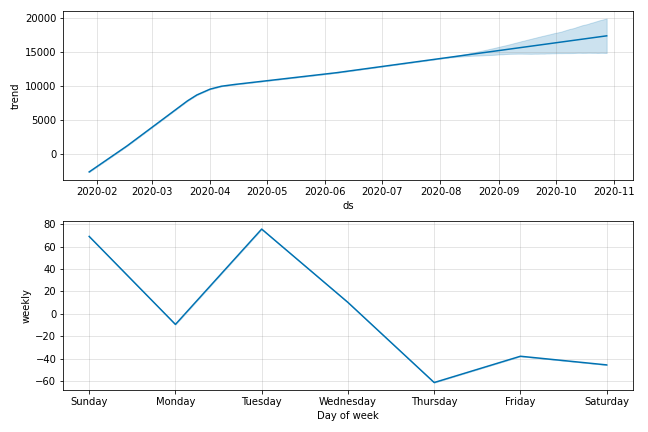 20000
15000
10000
5000
0
trend
2020-02 2020-03 2020-04 2020-05 2020-06 2020-07 2020-08 2020-09 2020-10 2020-11
ds
80
60
40
20
0
−20
−40
−60
weekly
Sunday Monday Tuesday Wednesday Thursday Friday Saturday
Day of week